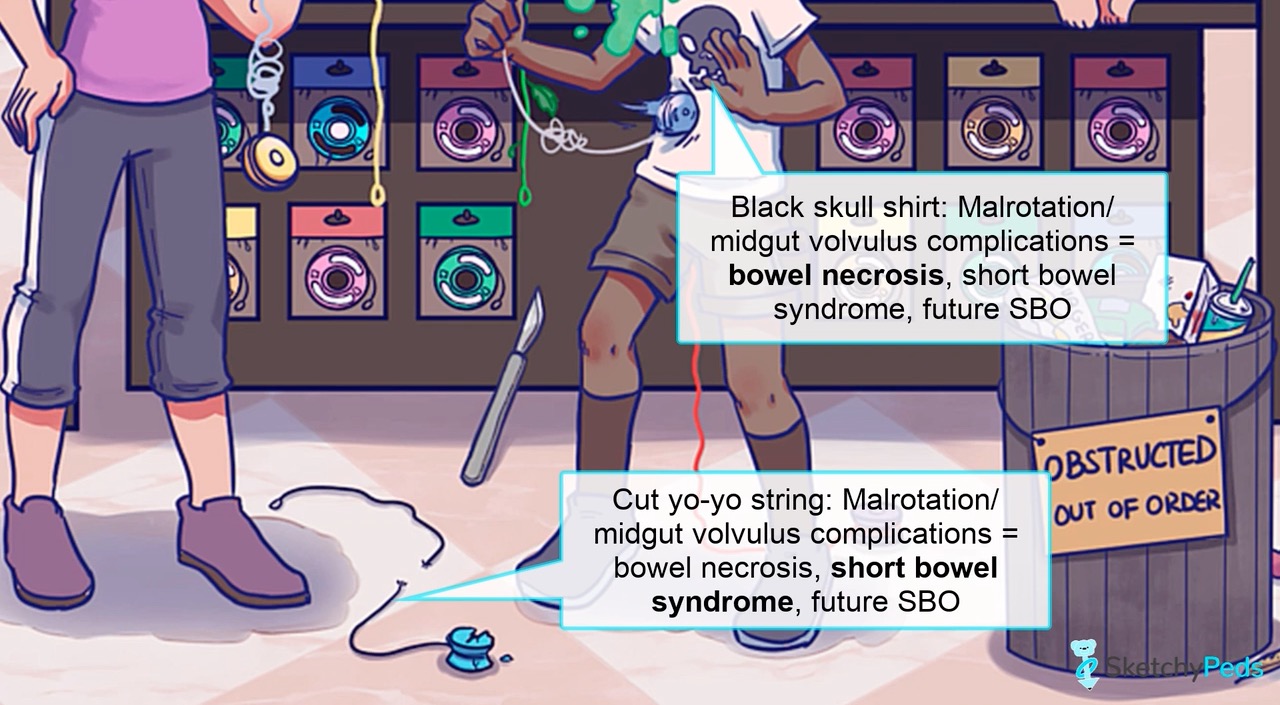 Black skull shirt: Malrotation/
midgut volvulus complications =
bowel necrosis, short bowel
syndrome, future SBO
OBSTRUCTED
OUT OF ORDER
Cut yo-yo string: Malrotation/
midgut volvulus complications =
bowel necrosis, short bowel
syndrome, future SBO
SketchyPeds